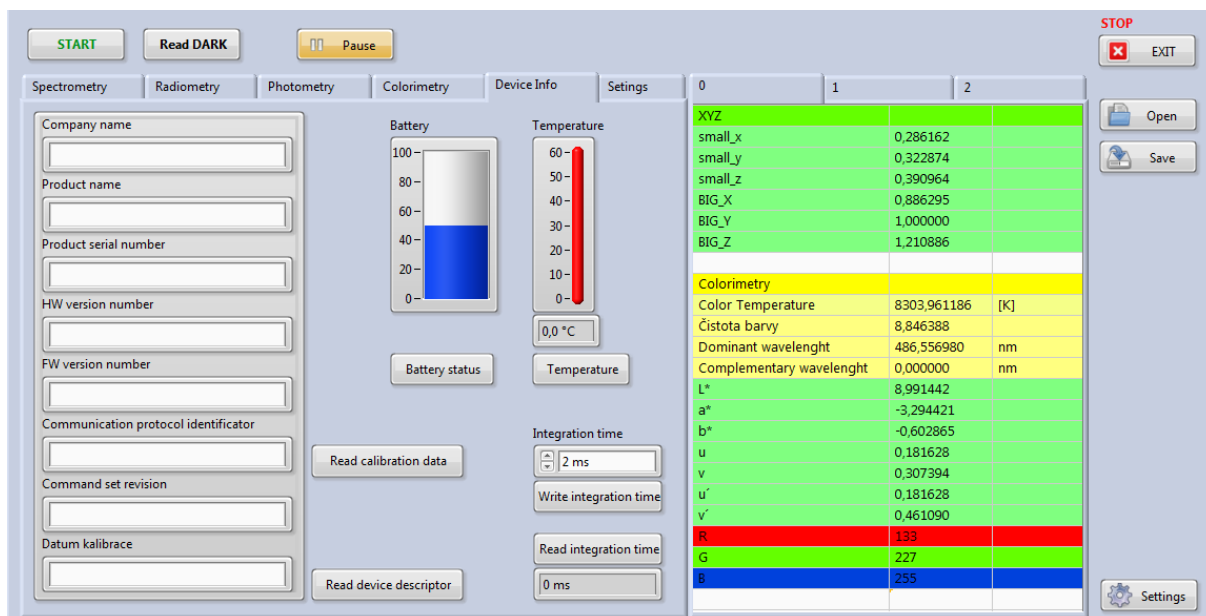 STOP
START
Read DARK
Pause
EXIT
Spectrometry Radiometry Photometry Colorimetry Device Info Setings
0 1 2
Open
Save
Company name
Product name
Product serial number
HW version number
FW version number
Communication protocol identificator
Command set revision
Datum kalibrace
Battery
100
80
60
40
20
0
Battery status
Temperature
60
50
40
30
20
10
0
0,0 °C
Temperature
Read calibration data
Read device descriptor
Integration time
2 ms
Write integration time
Read integration time
0 ms
XYZ
small_x 0,286162
small_y 0,322874
small_z 0,390964
BIG_X 0,886295
BIG_Y 1,000000
BIG_Z 1,210886
Colorimetry
Color Temperature 8303,961186 [K]
Čistota barvy 8,846388
Dominant wavelenght 486,556980 nm
Complementary wavelenght 0,000000 nm
L* 8,991442
a* -3,294421
b* -0,602865
u 0,181628
v 0,307394
u´ 0,181628
v´ 0,461090
R 133
G 227
B 255
Settings